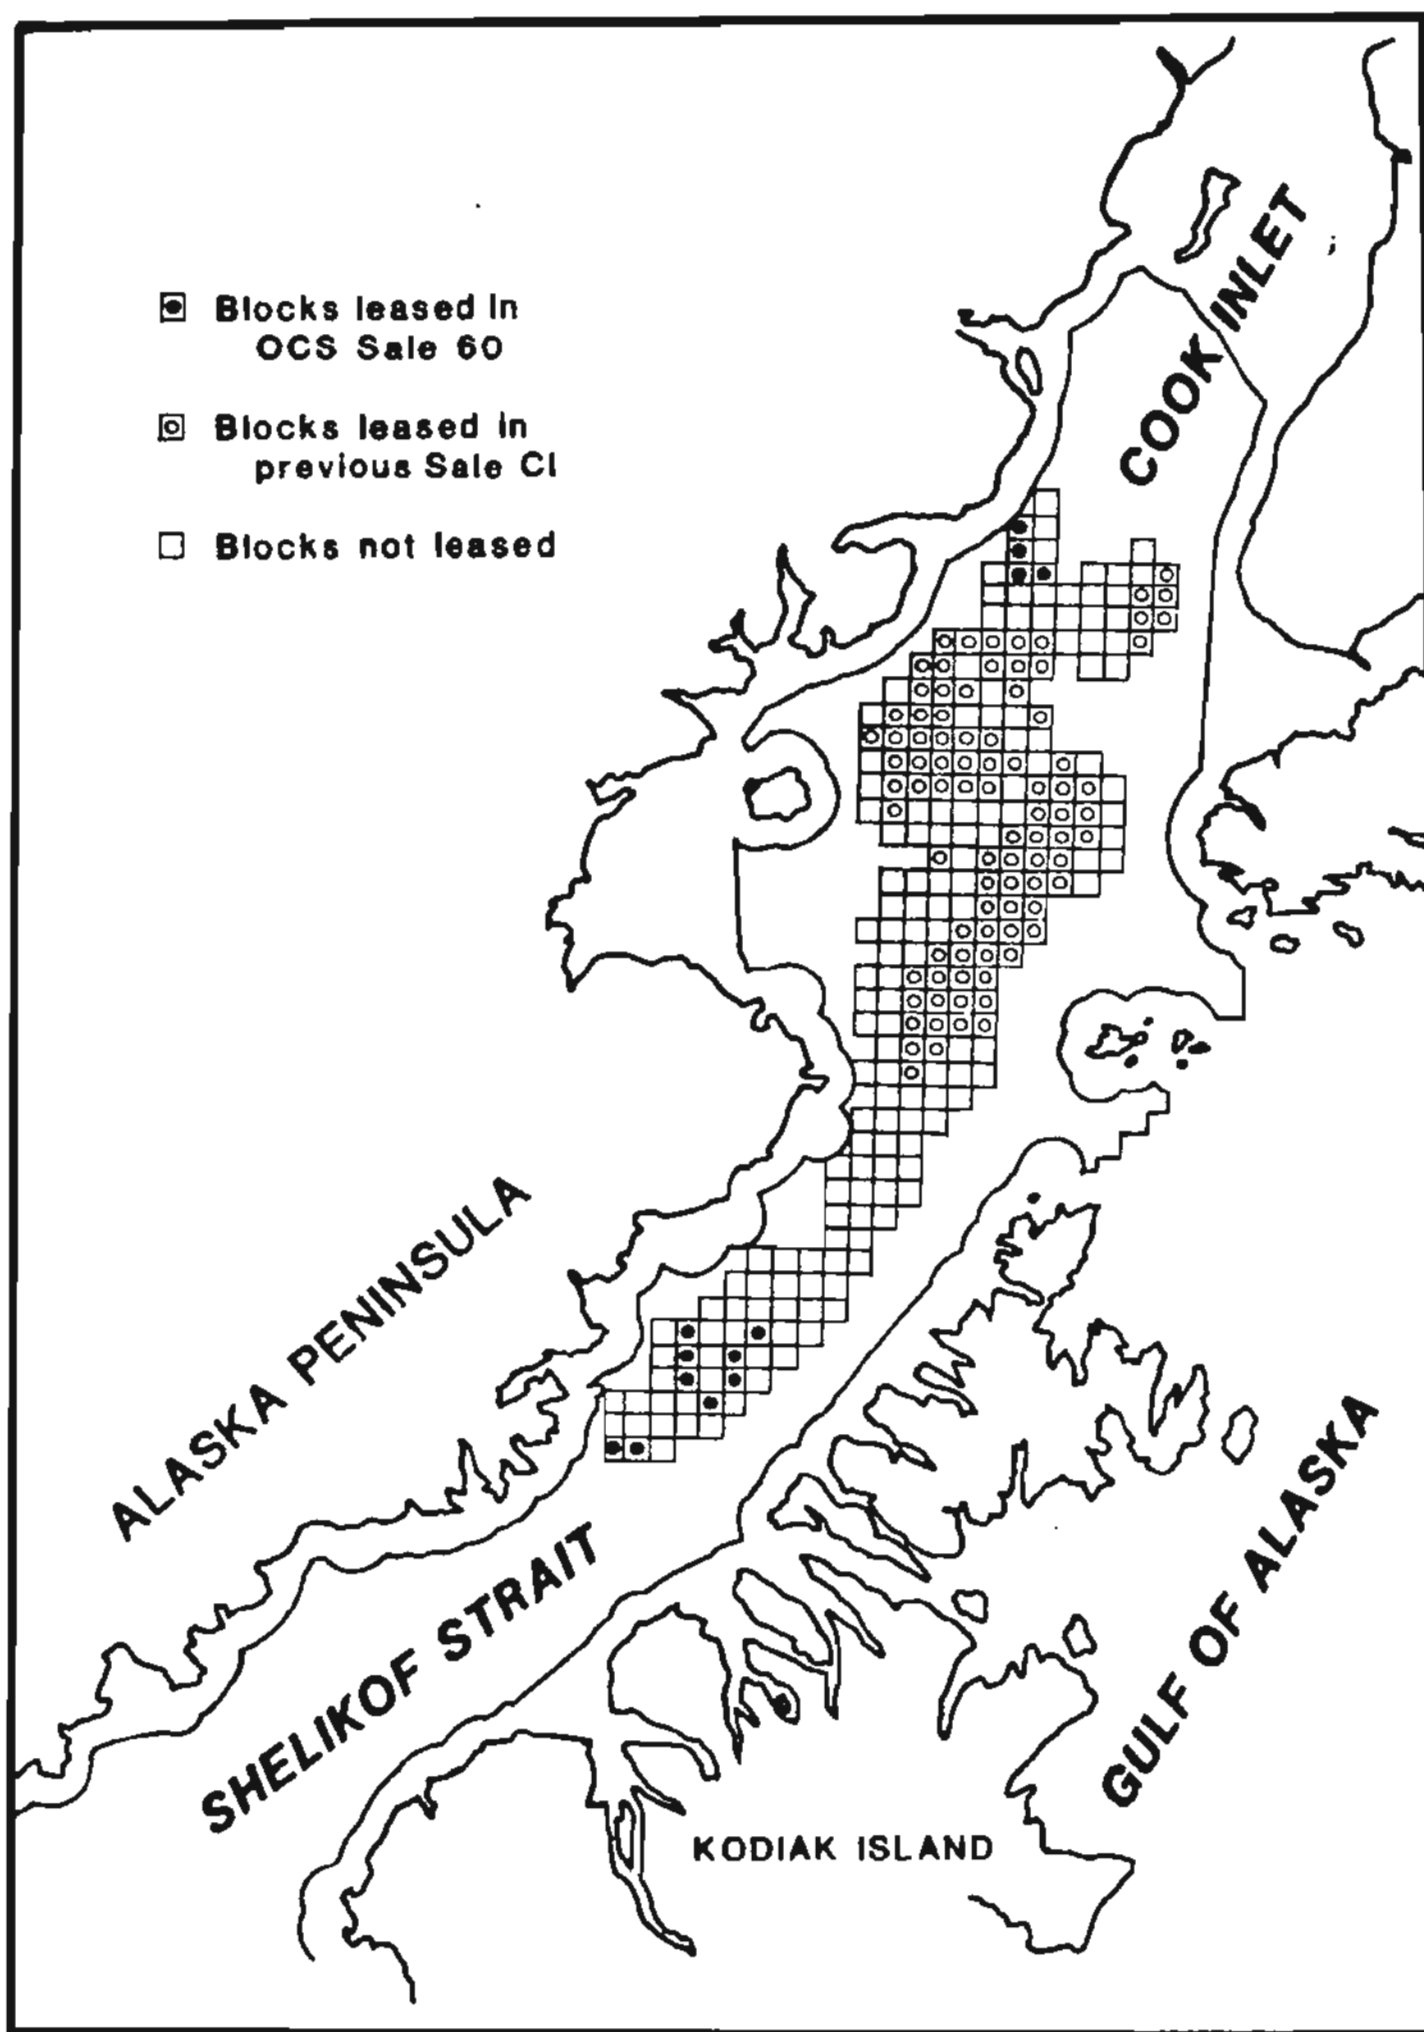 Blocks leased in
OCS Sale 60
Blocks leased in
previous Sale CI
Blocks not leased
COOK INLET
ALASKA PENINSULA
SHELIKOF STRAIT
GULF OF ALASKA
KODIAK ISLAND